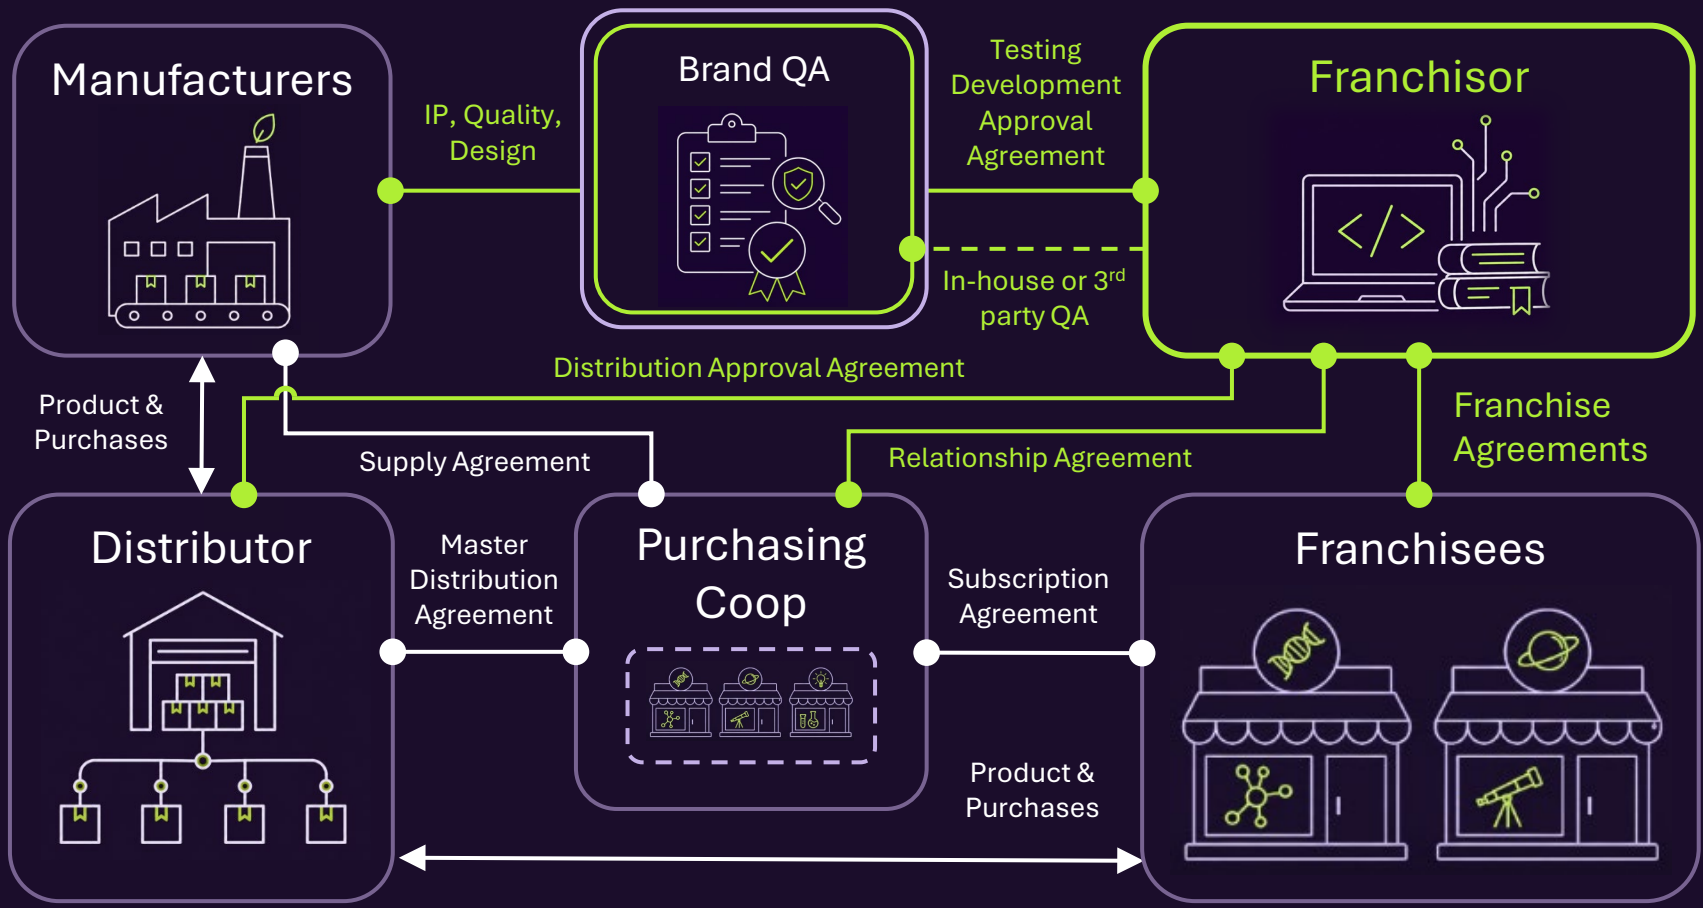 Manufacturers
IP, Quality,
Design
Brand QA
Testing
Development
Approval
Agreement
Franchisor
</>
In-house or 3rd
party QA
Distribution Approval Agreement
Product &
Purchases
Supply Agreement
Relationship Agreement
Franchise
Agreements
Distributor
Master
Distribution
Agreement
Purchasing
Coop
Subscription
Agreement
Franchisees
Product &
Purchases